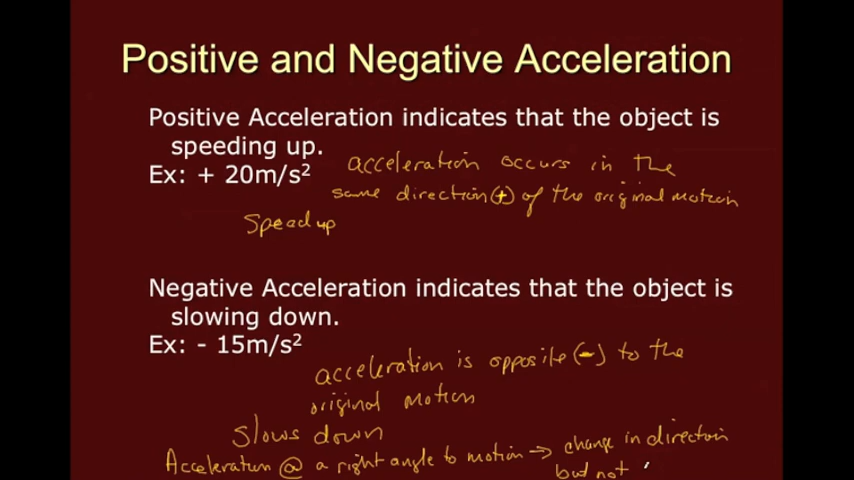 Positive and Negative Acceleration
Positive Acceleration indicates that the object is
speeding up.
Ex: + 20m/s²
acceleration occurs in the
same direction (+) of the original motion
Speed up
Negative Acceleration indicates that the object is
slowing down.
Ex: - 15m/s²
acceleration is opposite (-) to the
original motion
Slows down
Acceleration @ a right angle to motion → change in direction
but not